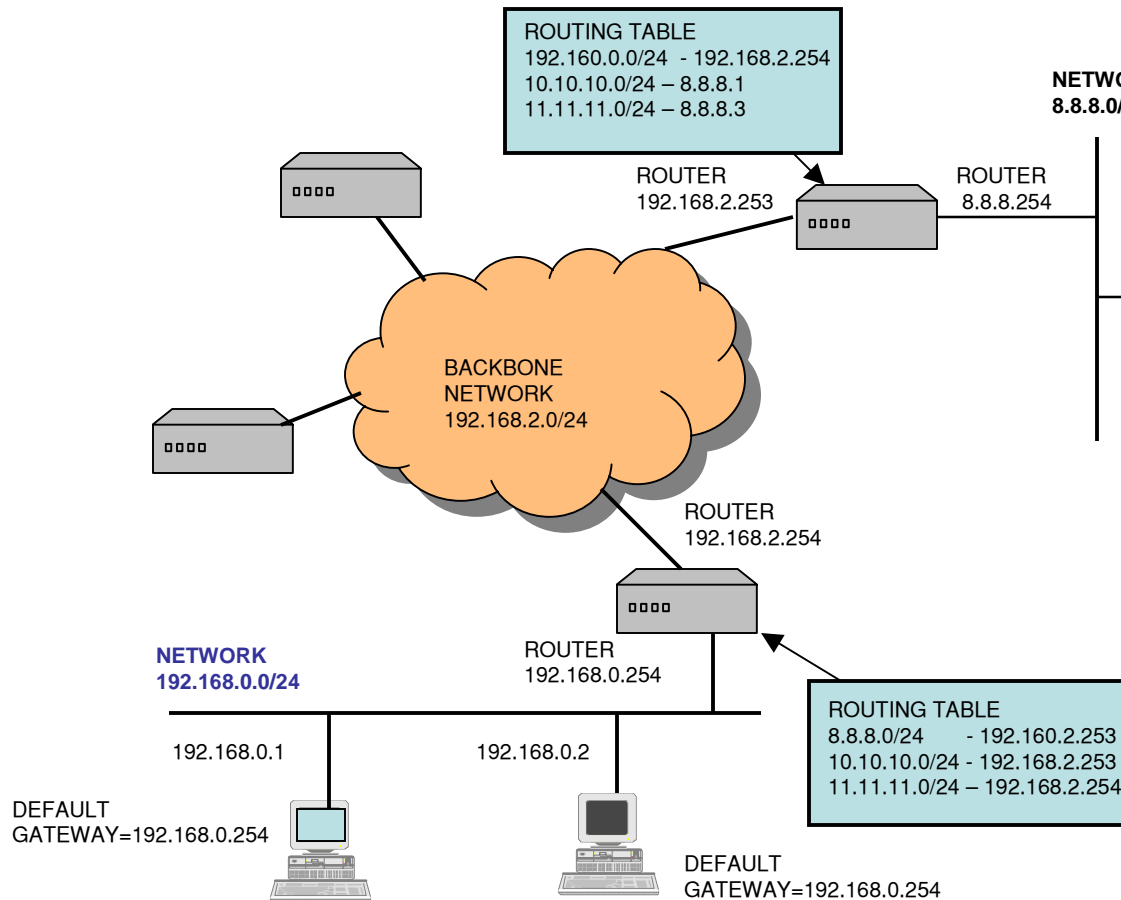 ROUTING TABLE
192.160.0.0/24 - 192.168.2.254
10.10.10.0/24 – 8.8.8.1
11.11.11.0/24 – 8.8.8.3
NETWO
8.8.8.0/
ROUTER
192.168.2.253
ROUTER
8.8.8.254
BACKBONE
NETWORK
192.168.2.0/24
ROUTER
192.168.2.254
NETWORK
192.168.0.0/24
ROUTER
192.168.0.254
ROUTING TABLE
8.8.8.0/24 - 192.160.2.253
10.10.10.0/24 - 192.168.2.253
11.11.11.0/24 – 192.168.2.254
192.168.0.1
192.168.0.2
DEFAULT
GATEWAY=192.168.0.254
DEFAULT
GATEWAY=192.168.0.254